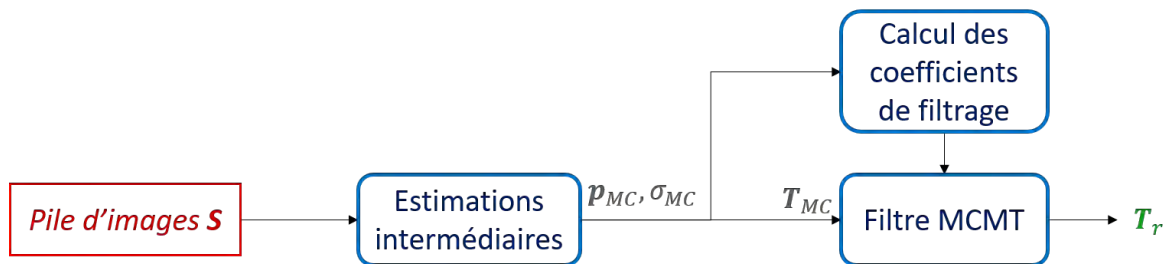 Calcul des
coefficients
de filtrage
Pile d'images S
Estimations
intermédiaires
p_MC, σ_MC
T_MC
Filtre MCMT
T_r